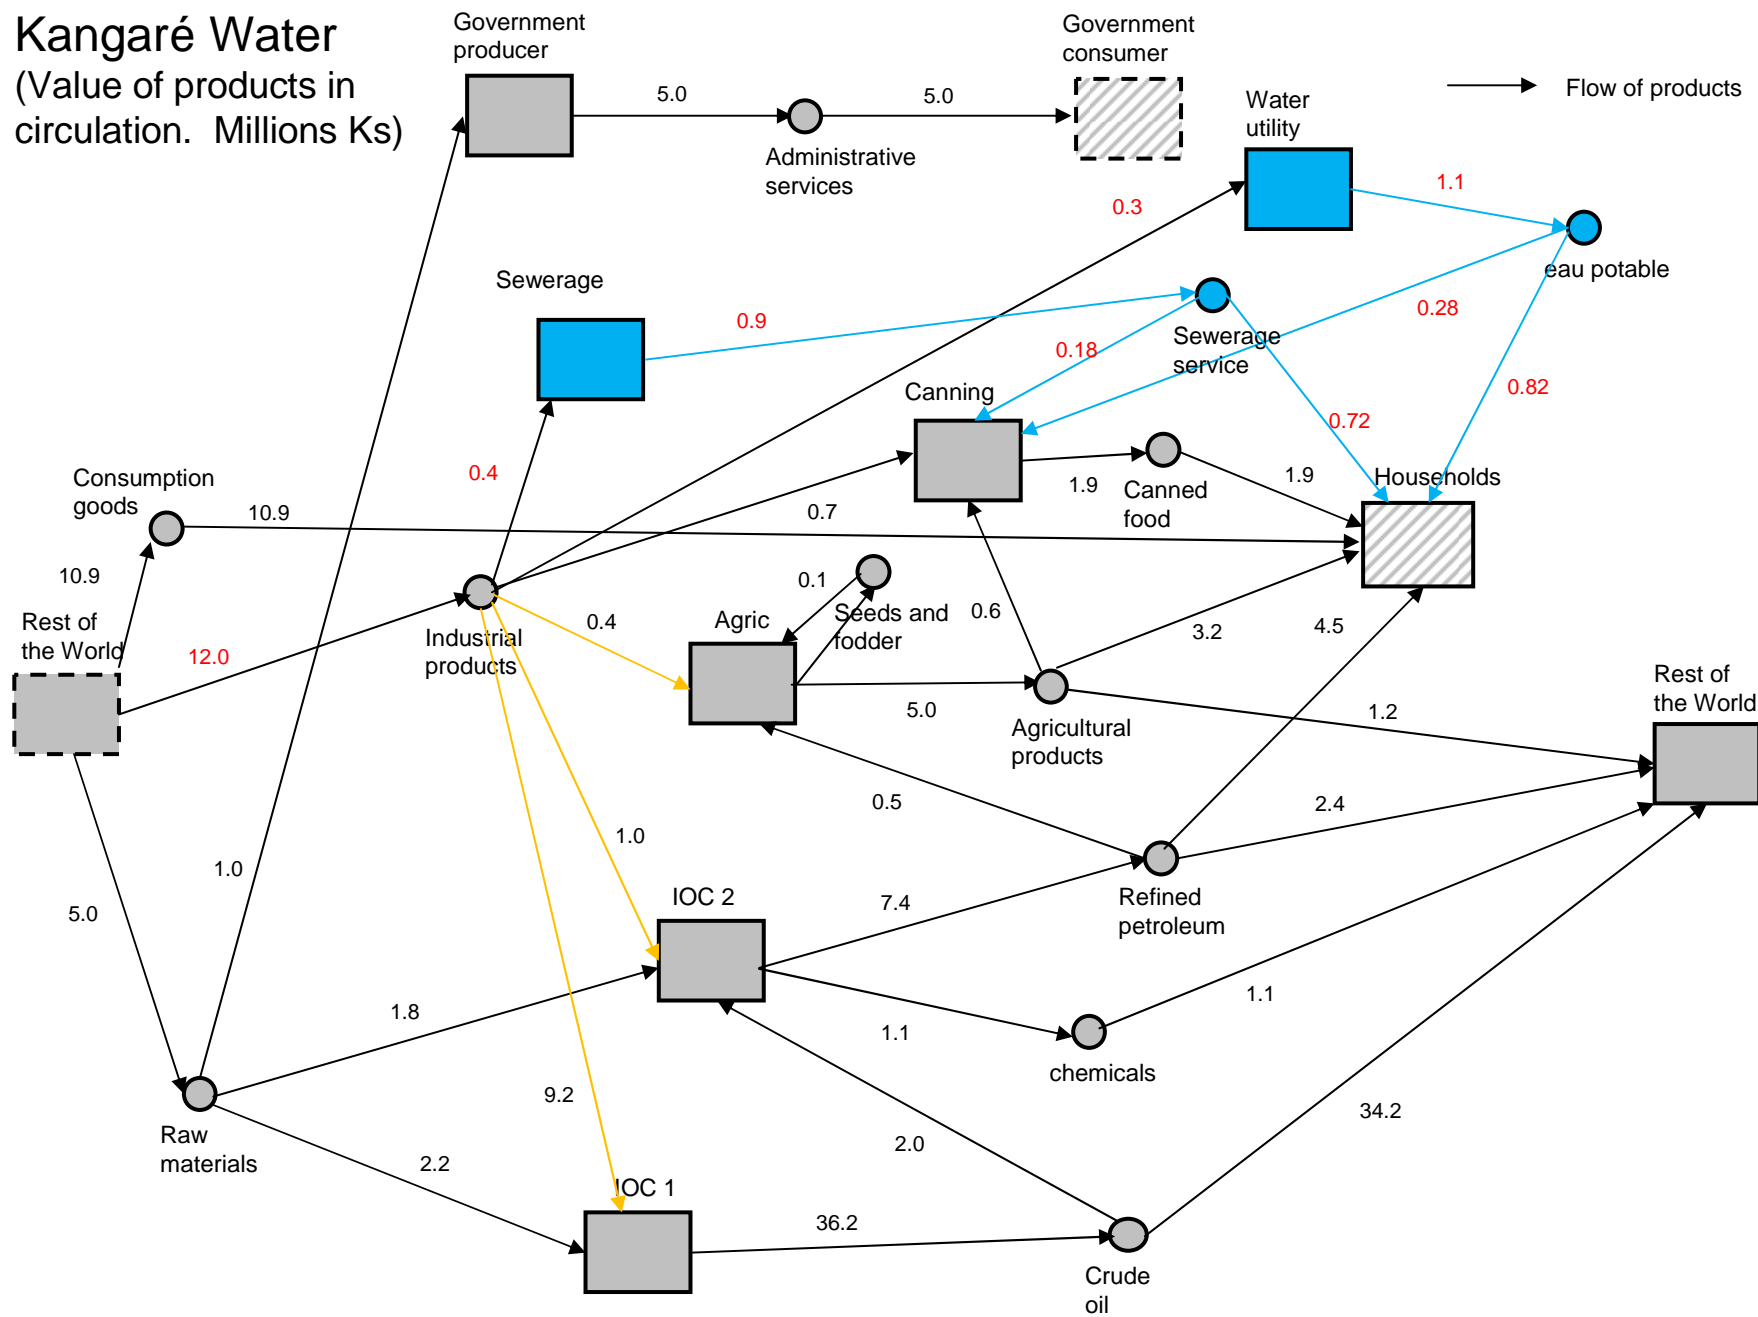 Kangaré Water
(Value of products in
circulation.  Millions Ks)
Government
producer
Government
consumer
Flow of products
5.0
5.0
Water
utility
Administrative
services
1.1
0.3
eau potable
Sewerage
0.9
0.28
Sewerage
service
0.18
0.82
Canning
0.72
0.4
Consumption
goods
Households
1.9
1.9
Canned
food
10.9
0.7
10.9
0.1
Seeds and
fodder
0.6
Rest of
the World
12.0
Industrial
products
0.4
Agric
3.2
4.5
Rest of
the World
5.0
1.2
Agricultural
products
0.5
2.4
1.0
1.0
IOC 2
7.4
Refined
petroleum
5.0
1.8
1.1
1.1
chemicals
9.2
34.2
Raw
materials
2.2
2.0
IOC 1
36.2
Crude
oil